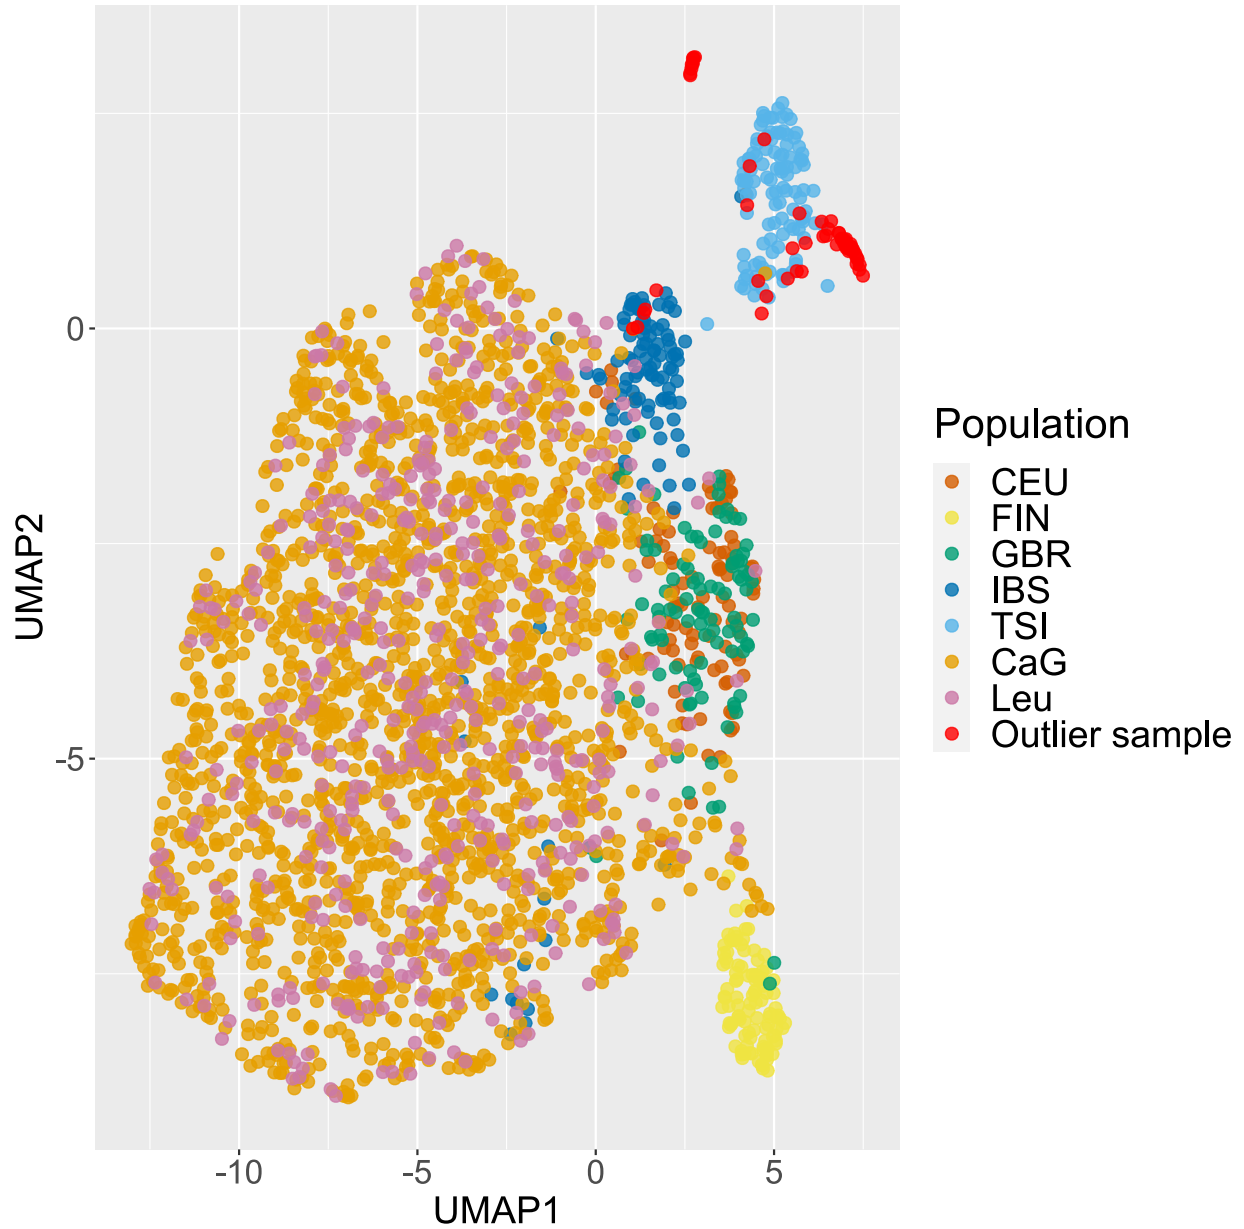 0
-5
UMAP2
-10
-5
0
5
UMAP1
Population
CEU
FIN
GBR
IBS
TSI
CaG
Leu
Outlier sample